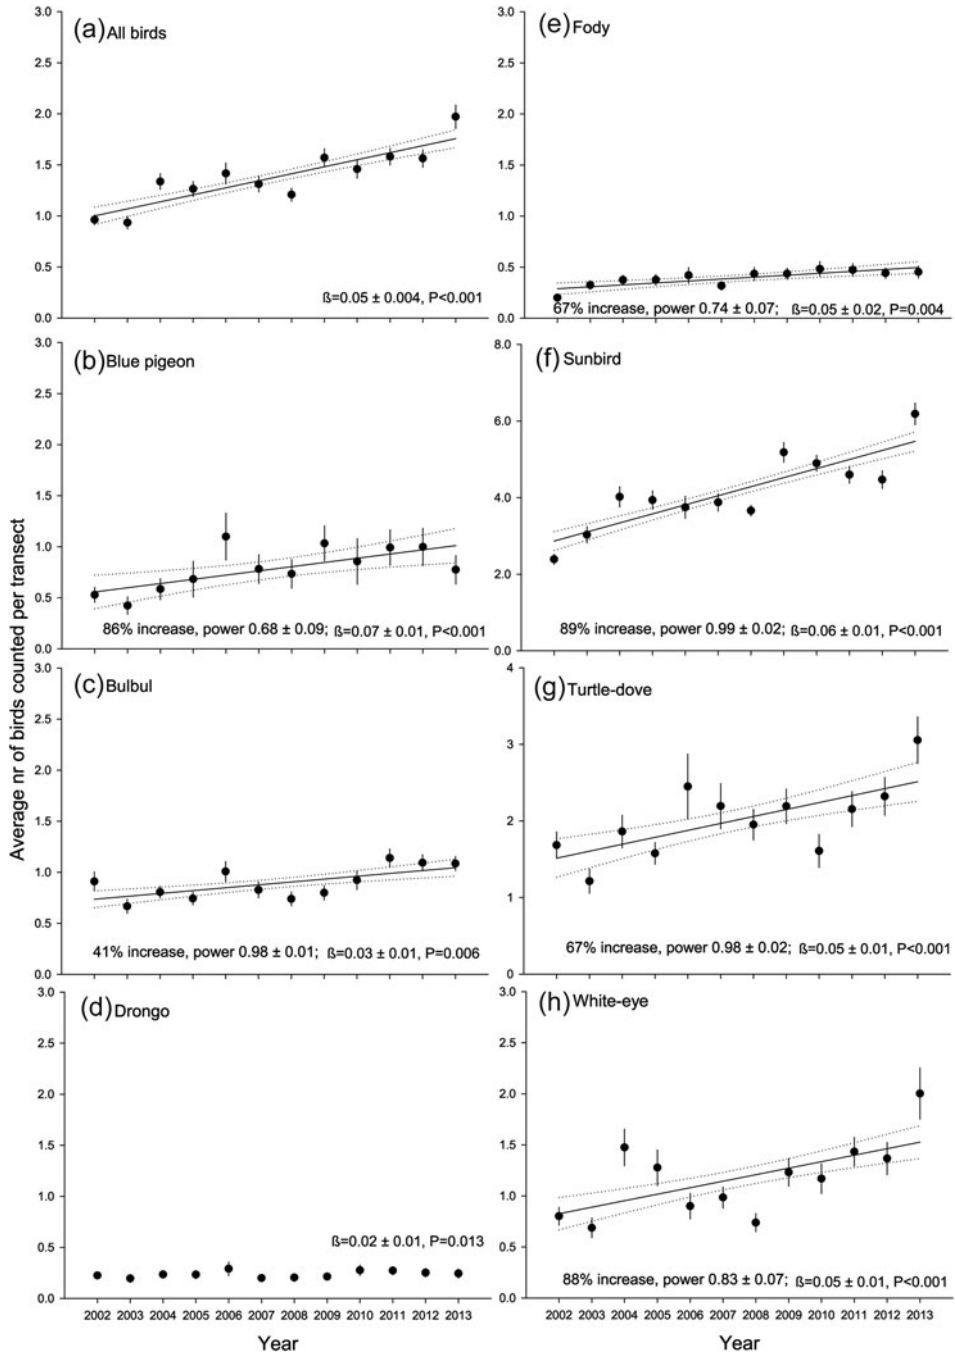 Average nr of birds counted per transect
(a) All birds
3.0
2.5
2.0
1.5
1.0
0.5
0.0
ß=0.05 ± 0.004, P<0.001
(b) Blue pigeon
3.0
2.5
2.0
1.5
1.0
0.5
0.0
86% increase, power 0.68 ± 0.09; ß=0.07 ± 0.01, P<0.001
(c) Bulbul
3.0
2.5
2.0
1.5
1.0
0.5
0.0
41% increase, power 0.98 ± 0.01; ß=0.03 ± 0.01, P=0.006
(d) Drongo
3.0
2.5
2.0
1.5
1.0
0.5
0.0
ß=0.02 ± 0.01, P=0.013
2002 2003 2004 2005 2006 2007 2008 2009 2010 2011 2012 2013
Year
(e) Fody
3.0
2.5
2.0
1.5
1.0
0.5
0.0
67% increase, power 0.74 ± 0.07; ß=0.05 ± 0.02, P=0.004
(f) Sunbird
8.0
6.0
4.0
2.0
0.0
89% increase, power 0.99 ± 0.02; ß=0.06 ± 0.01, P<0.001
(g) Turtle-dove
4
3
2
1
0
67% increase, power 0.98 ± 0.02; ß=0.05 ± 0.01, P<0.001
(h) White-eye
3.0
2.5
2.0
1.5
1.0
0.5
0.0
88% increase, power 0.83 ± 0.07; ß=0.05 ± 0.01, P<0.001
2002 2003 2004 2005 2006 2007 2008 2009 2010 2011 2012 2013
Year